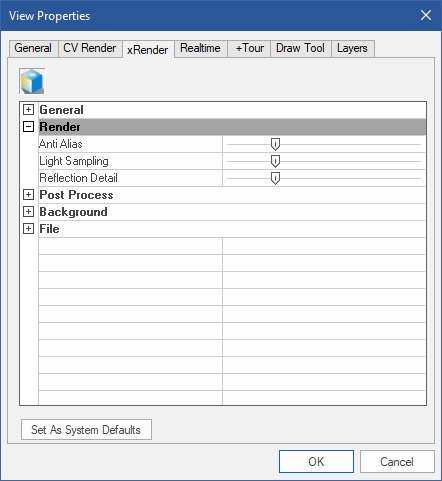 View Properties
General CV Render xRender Realtime +Tour Draw Tool Layers
General
Render
Anti Alias
Light Sampling
Reflection Detail
Post Process
Background
File
Set As System Defaults
OK Cancel